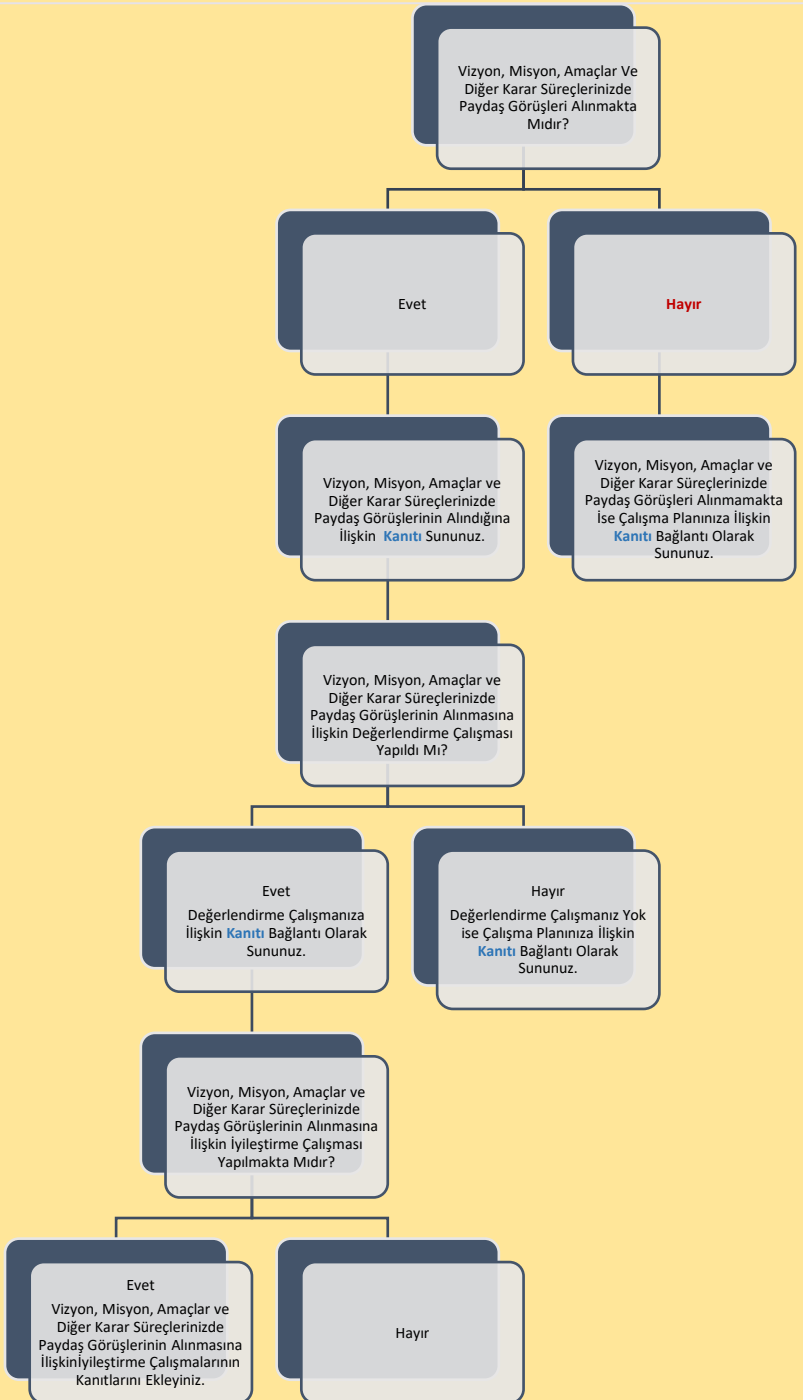 Vizyon, Misyon, Amaçlar Ve
Diğer Karar Süreçlerinizde
Paydaş Görüşleri Alınmakta
Mıdır?
Evet
Hayır
Vizyon, Misyon, Amaçlar ve
Diğer Karar Süreçlerinizde
Paydaş Görüşlerinin Alındığına
İlişkin Kanıtı Sununuz.
Vizyon, Misyon, Amaçlar ve
Diğer Karar Süreçlerinizde
Paydaş Görüşleri Alınmamakta
İse Çalışma Planınıza İlişkin
Kanıtı Bağlantı Olarak
Sununuz.
Vizyon, Misyon, Amaçlar ve
Diğer Karar Süreçlerinizde
Paydaş Görüşlerinin Alınmasına
İlişkin Değerlendirme Çalışması
Yapıldı Mı?
Evet
Değerlendirme Çalışmanıza
İlişkin Kanıtı Bağlantı Olarak
Sununuz.
Hayır
Değerlendirme Çalışmanız Yok
ise Çalışma Planınıza İlişkin
Kanıtı Bağlantı Olarak
Sununuz.
Vizyon, Misyon, Amaçlar ve
Diğer Karar Süreçlerinizde
Paydaş Görüşlerinin Alınmasına
İlişkin İyileştirme Çalışması
Yapılmakta Mıdır?
Evet
Vizyon, Misyon, Amaçlar ve
Diğer Karar Süreçlerinizde
Paydaş Görüşlerinin Alınmasına
İlişkinİyileştirme Çalışmalarının
Kanıtlarını Ekleyiniz.
Hayır